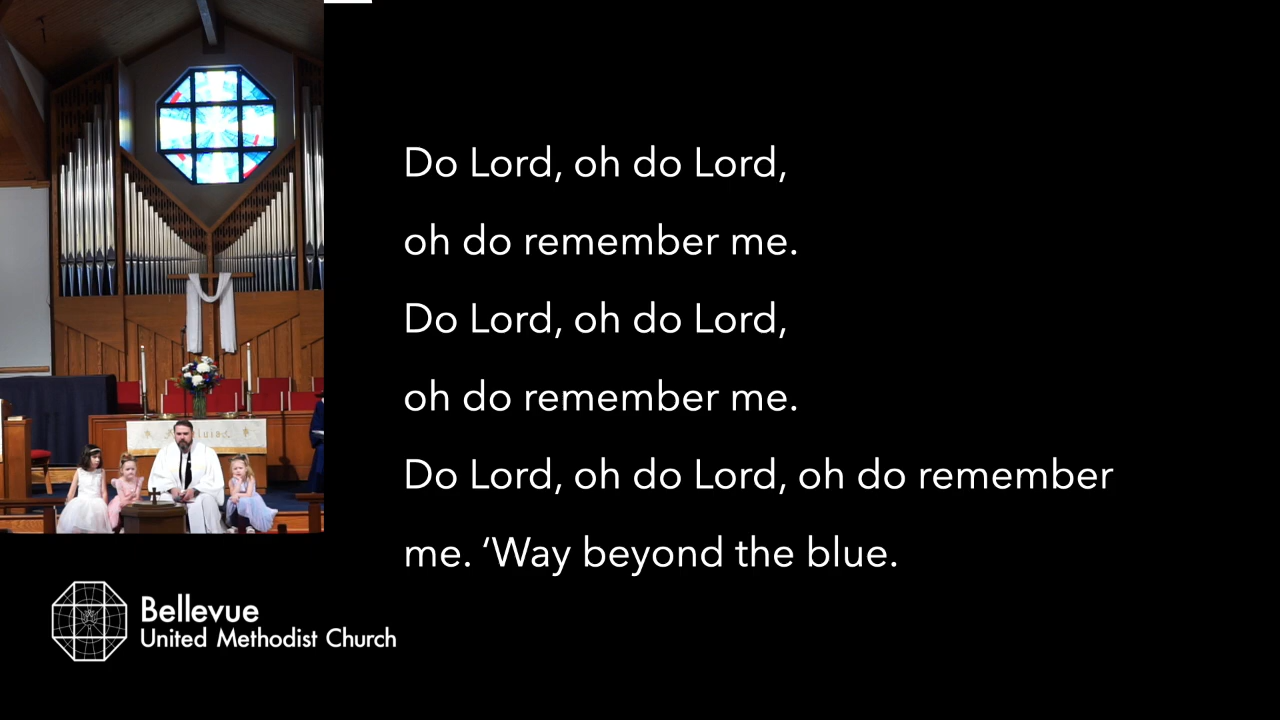 Do Lord, oh do Lord,
oh do remember me.
Do Lord, oh do Lord,
oh do remember me.
Do Lord, oh do Lord, oh do remember
me. ‘Way beyond the blue.
Bellevue
United Methodist Church